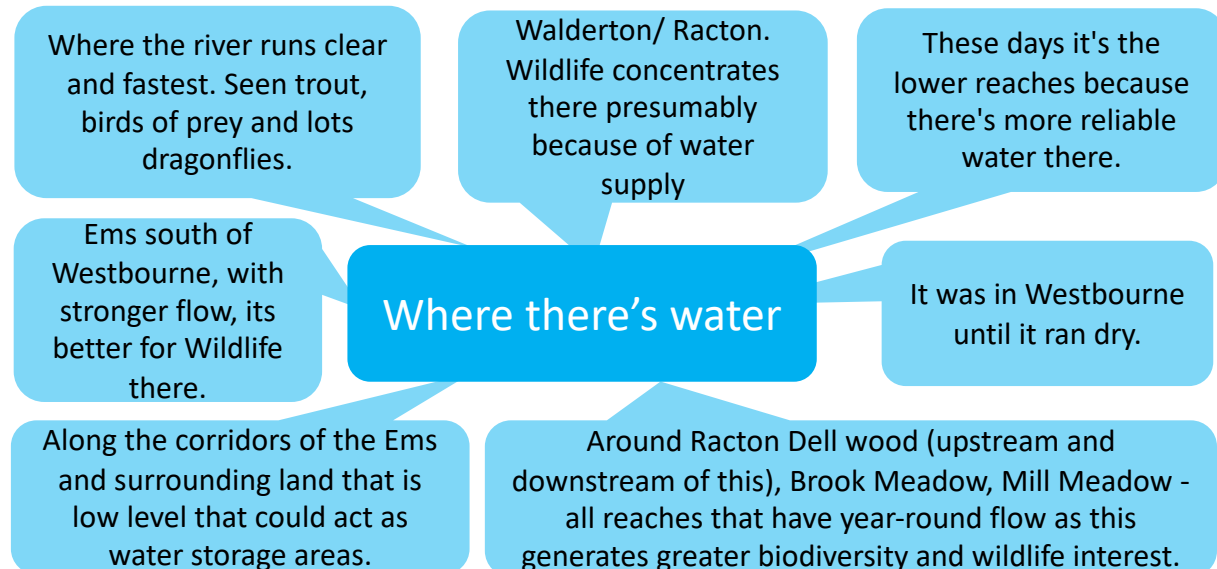 Where the river runs clear
and fastest. Seen trout,
birds of prey and lots
dragonflies.
Walderton/ Racton.
Wildlife concentrates
there presumably
because of water
supply
These days it's the
lower reaches because
there's more reliable
water there.
Ems south of
Westbourne, with
stronger flow, its
better for Wildlife
there.
Where there’s water
It was in Westbourne
until it ran dry.
Along the corridors of the Ems
and surrounding land that is
low level that could act as
water storage areas.
Around Racton Dell wood (upstream and
downstream of this), Brook Meadow, Mill Meadow -
all reaches that have year-round flow as this
generates greater biodiversity and wildlife interest.